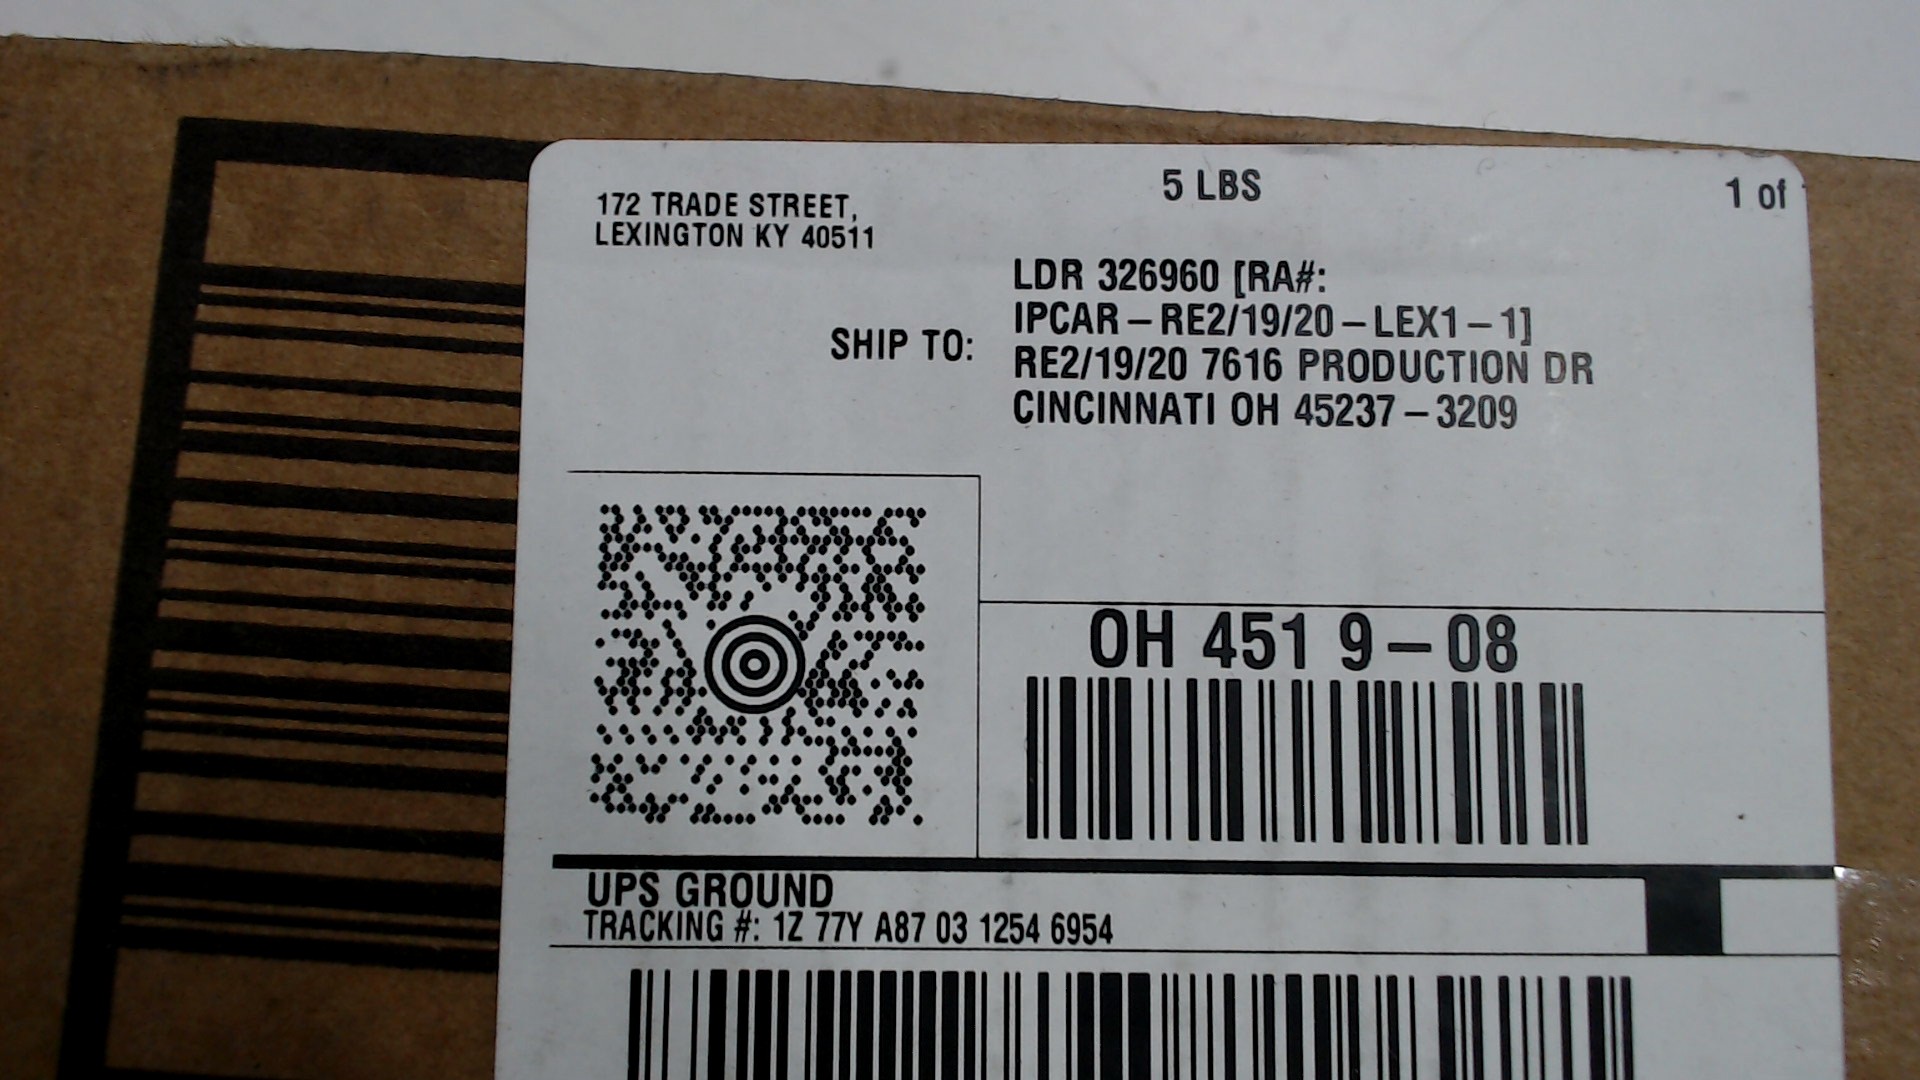 172 TRADE STREET,
LEXINGTON KY 40511
5 LBS
1 of
SHIP TO:
LDR 326960 [RA#:
IPCAR – RE2/19/20 – LEX1 – 1]
RE2/19/20 7616 PRODUCTION DR
CINCINNATI OH 45237 – 3209
OH 451 9 – 08
UPS GROUND
TRACKING #: 1Z 77Y A87 03 1254 6954